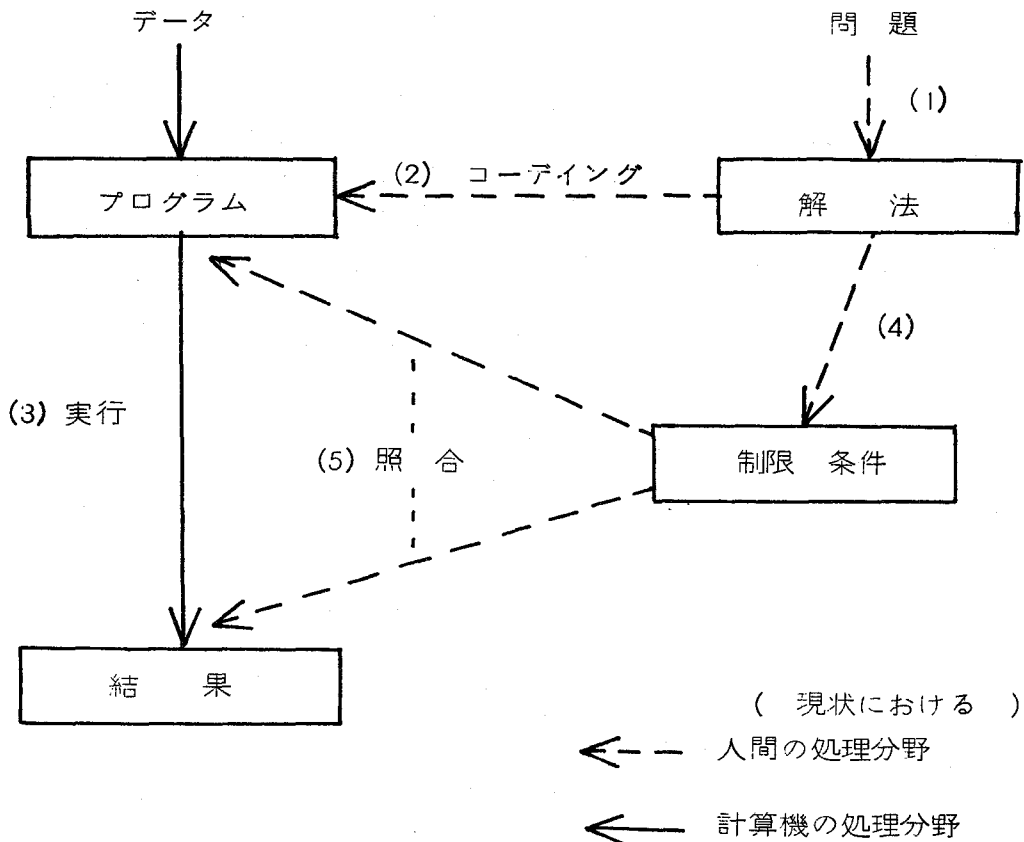 データ
問 題
(1)
(2) コーディング
プログラム
解 法
(4)
(3) 実行
(5) 照 合
制限 条件
結 果
( 現状における )
人間の処理分野
計算機の処理分野